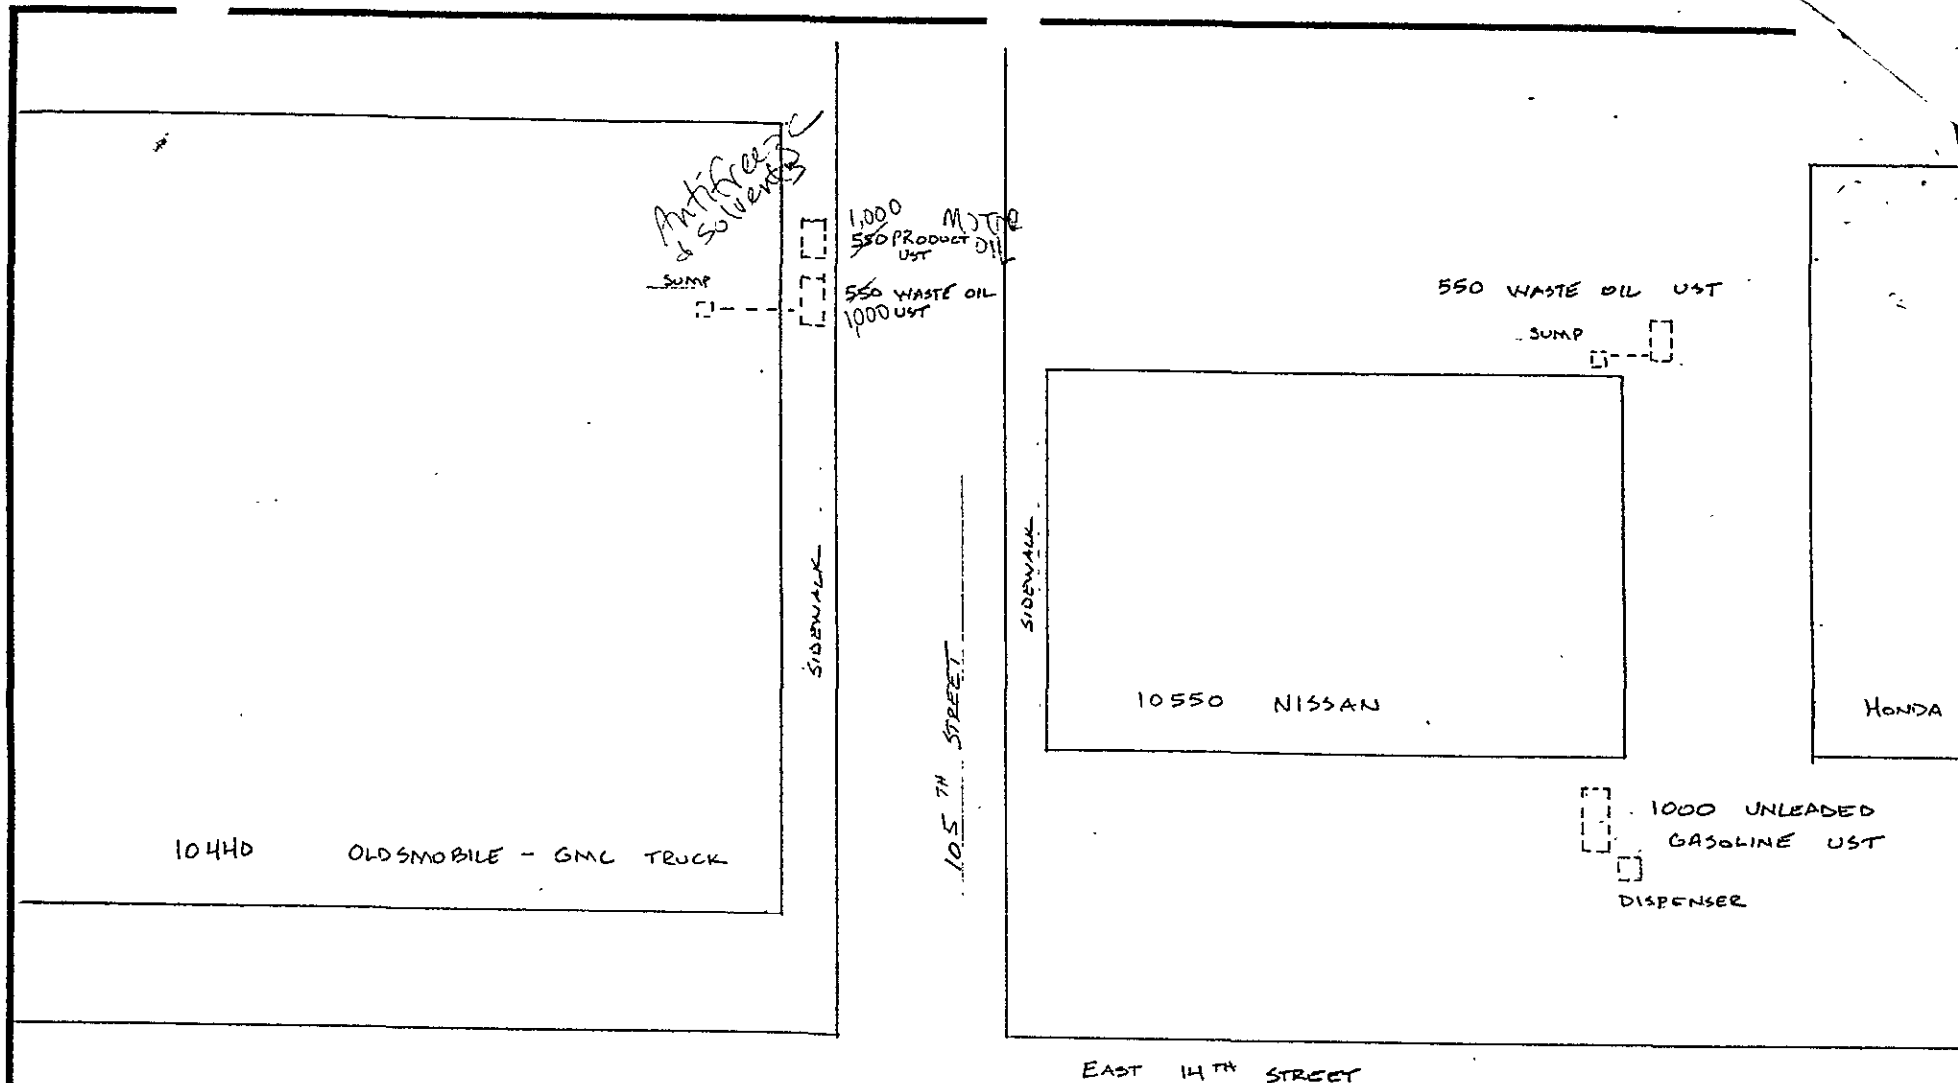 Antifreeze
& Solvents
1,000 MOTOR
550 PRODUCT OIL
UST
SUMP
550 WASTE OIL
1000 UST
550 WASTE OIL UST
SUMP
SIDEWALK
105TH STREET
SIDEWALK
10550 NISSAN
HONDA
1000 UNLEADED
GASOLINE UST
DISPENSER
10440 OLDSMOBILE - GMC TRUCK
EAST 14TH STREET